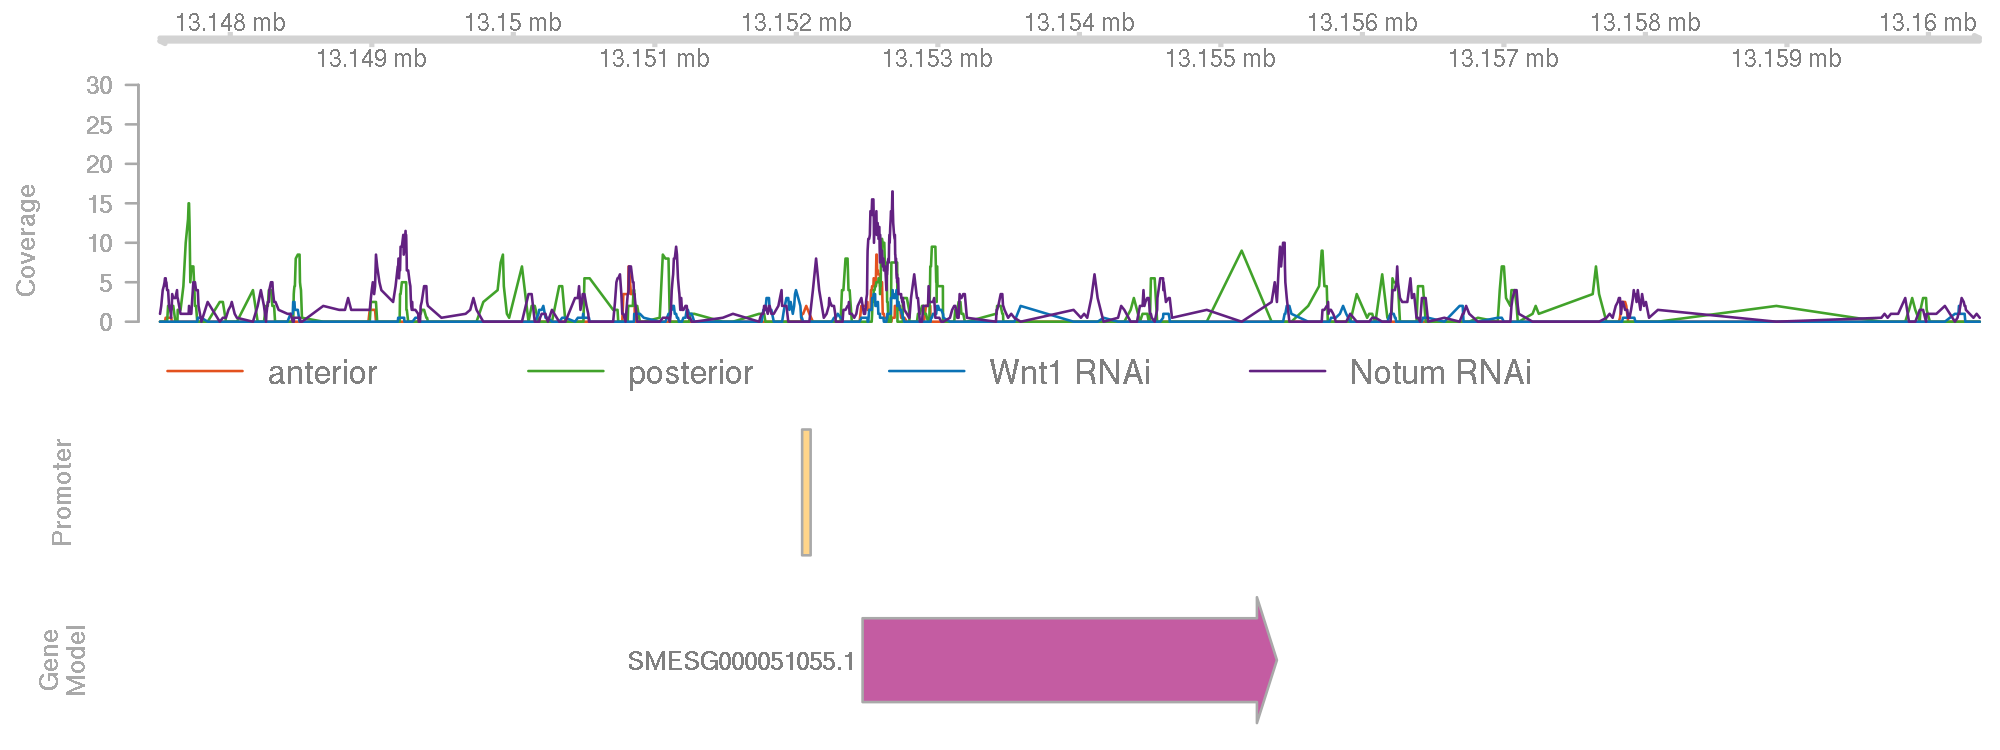 13.148 mb 13.15 mb 13.152 mb 13.154 mb 13.156 mb 13.158 mb 13.16 mb
13.149 mb 13.151 mb 13.153 mb 13.155 mb 13.157 mb 13.159 mb
30
25
20
15
10
5
0
Coverage
anterior posterior Wnt1 RNAi Notum RNAi
Promoter
Gene
Model
SMESG000051055.1